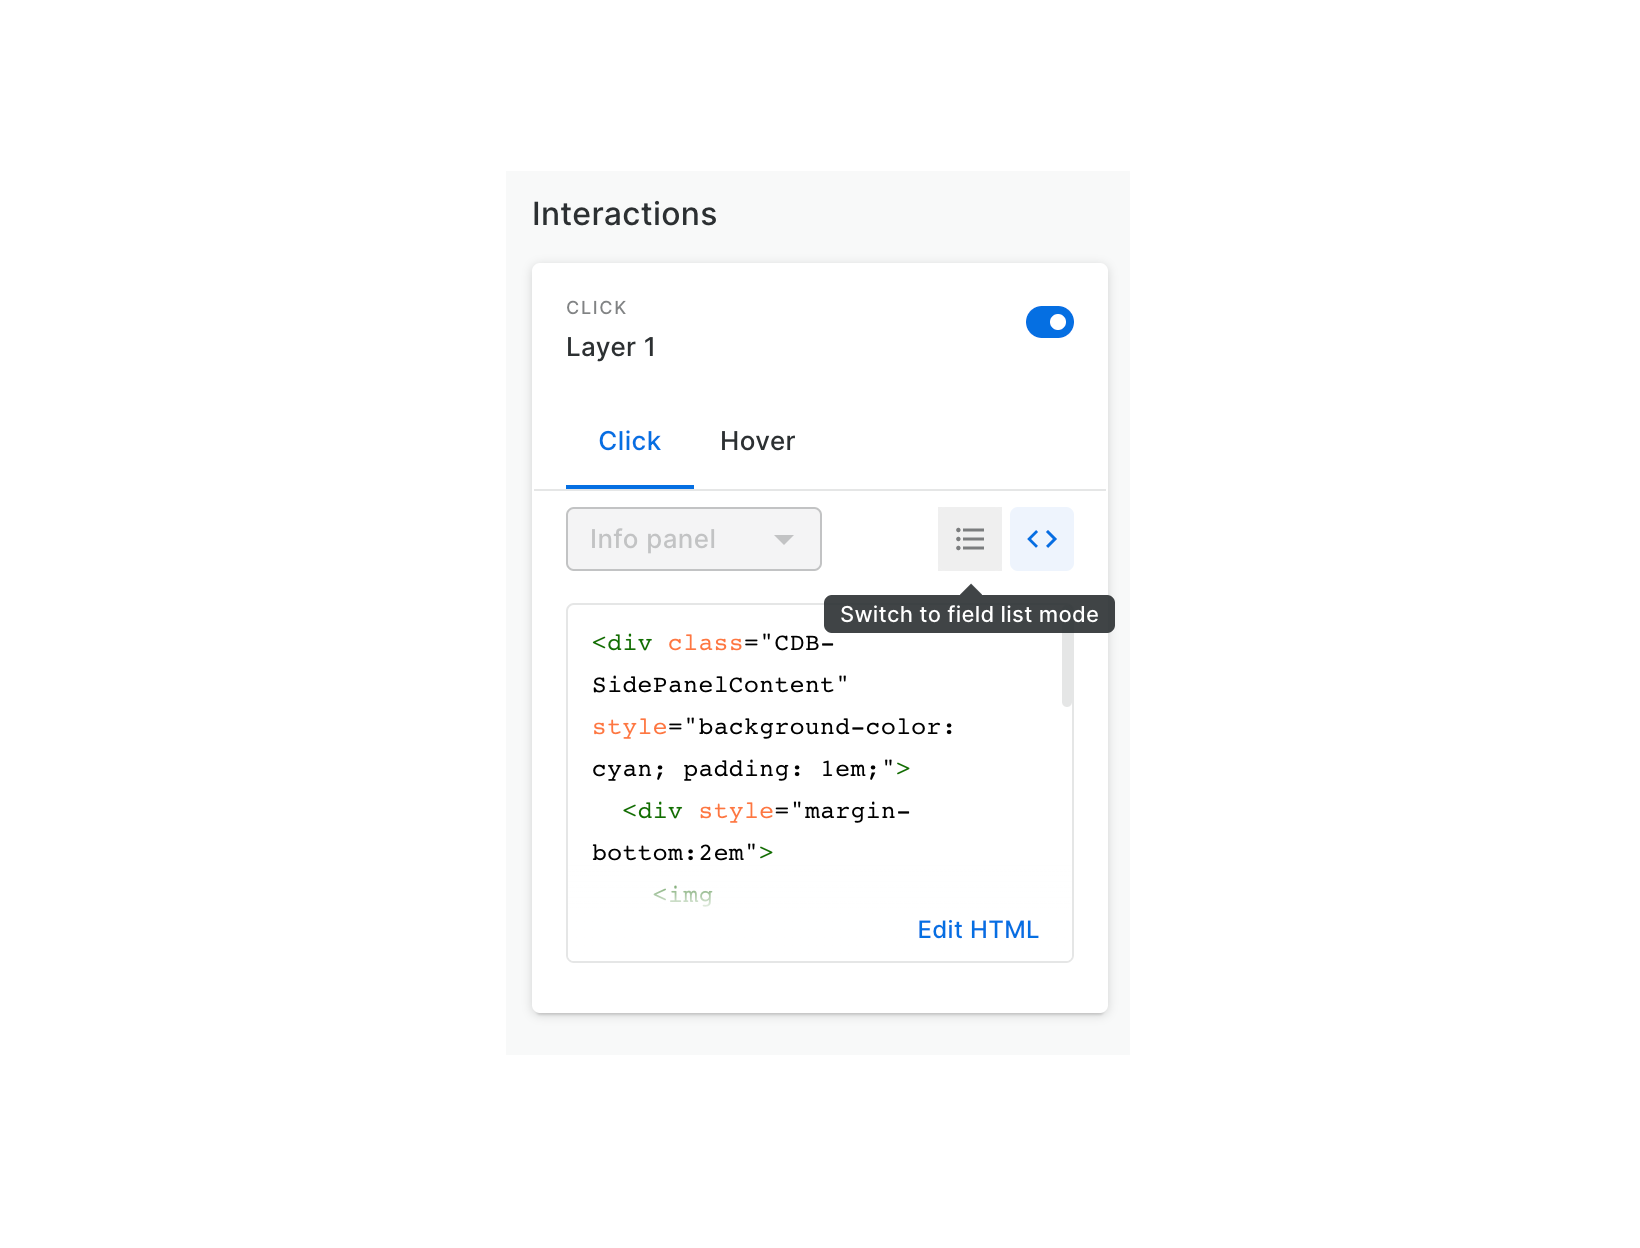 Interactions
CLICK
Layer 1
Click Hover
Info panel
Switch to field list mode
<div class="CDB-
SidePanelContent"
style="background-color:
cyan; padding: 1em;">
<div style="margin-
bottom:2em">
<img
Edit HTML